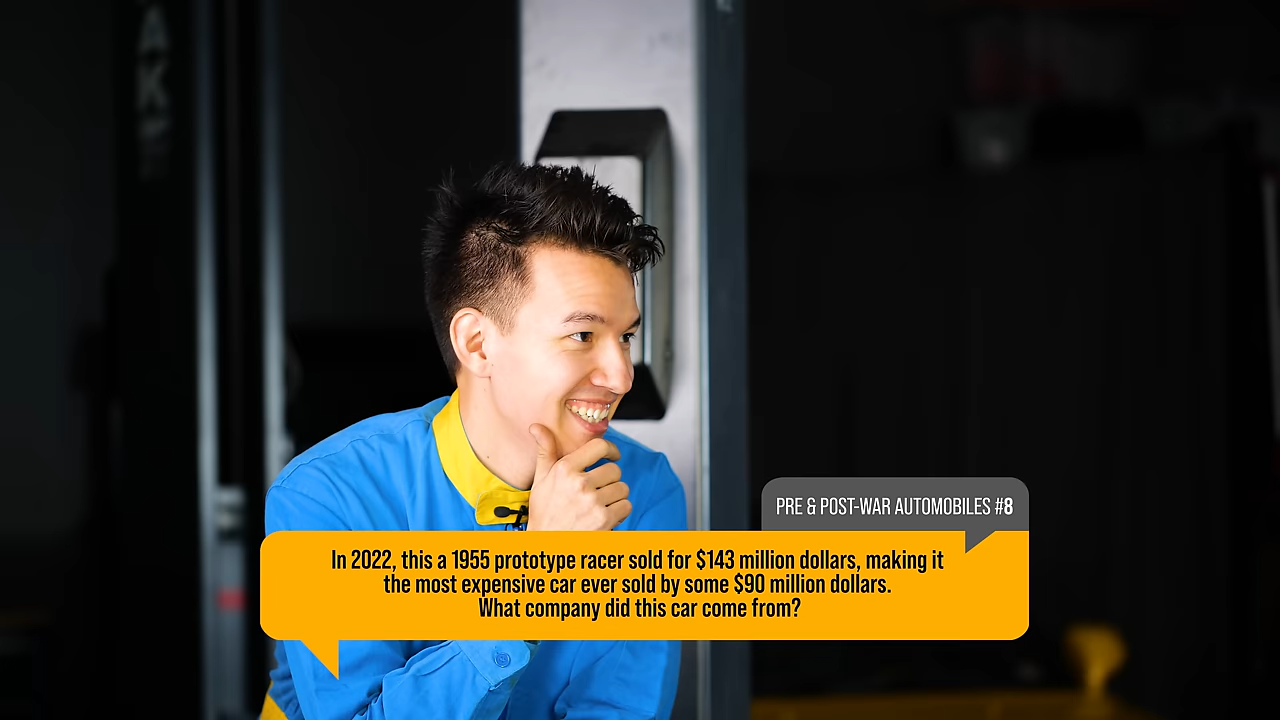 PRE & POST-WAR AUTOMOBILES #8
In 2022, this a 1955 prototype racer sold for $143 million dollars, making it
the most expensive car ever sold by some $90 million dollars.
What company did this car come from?